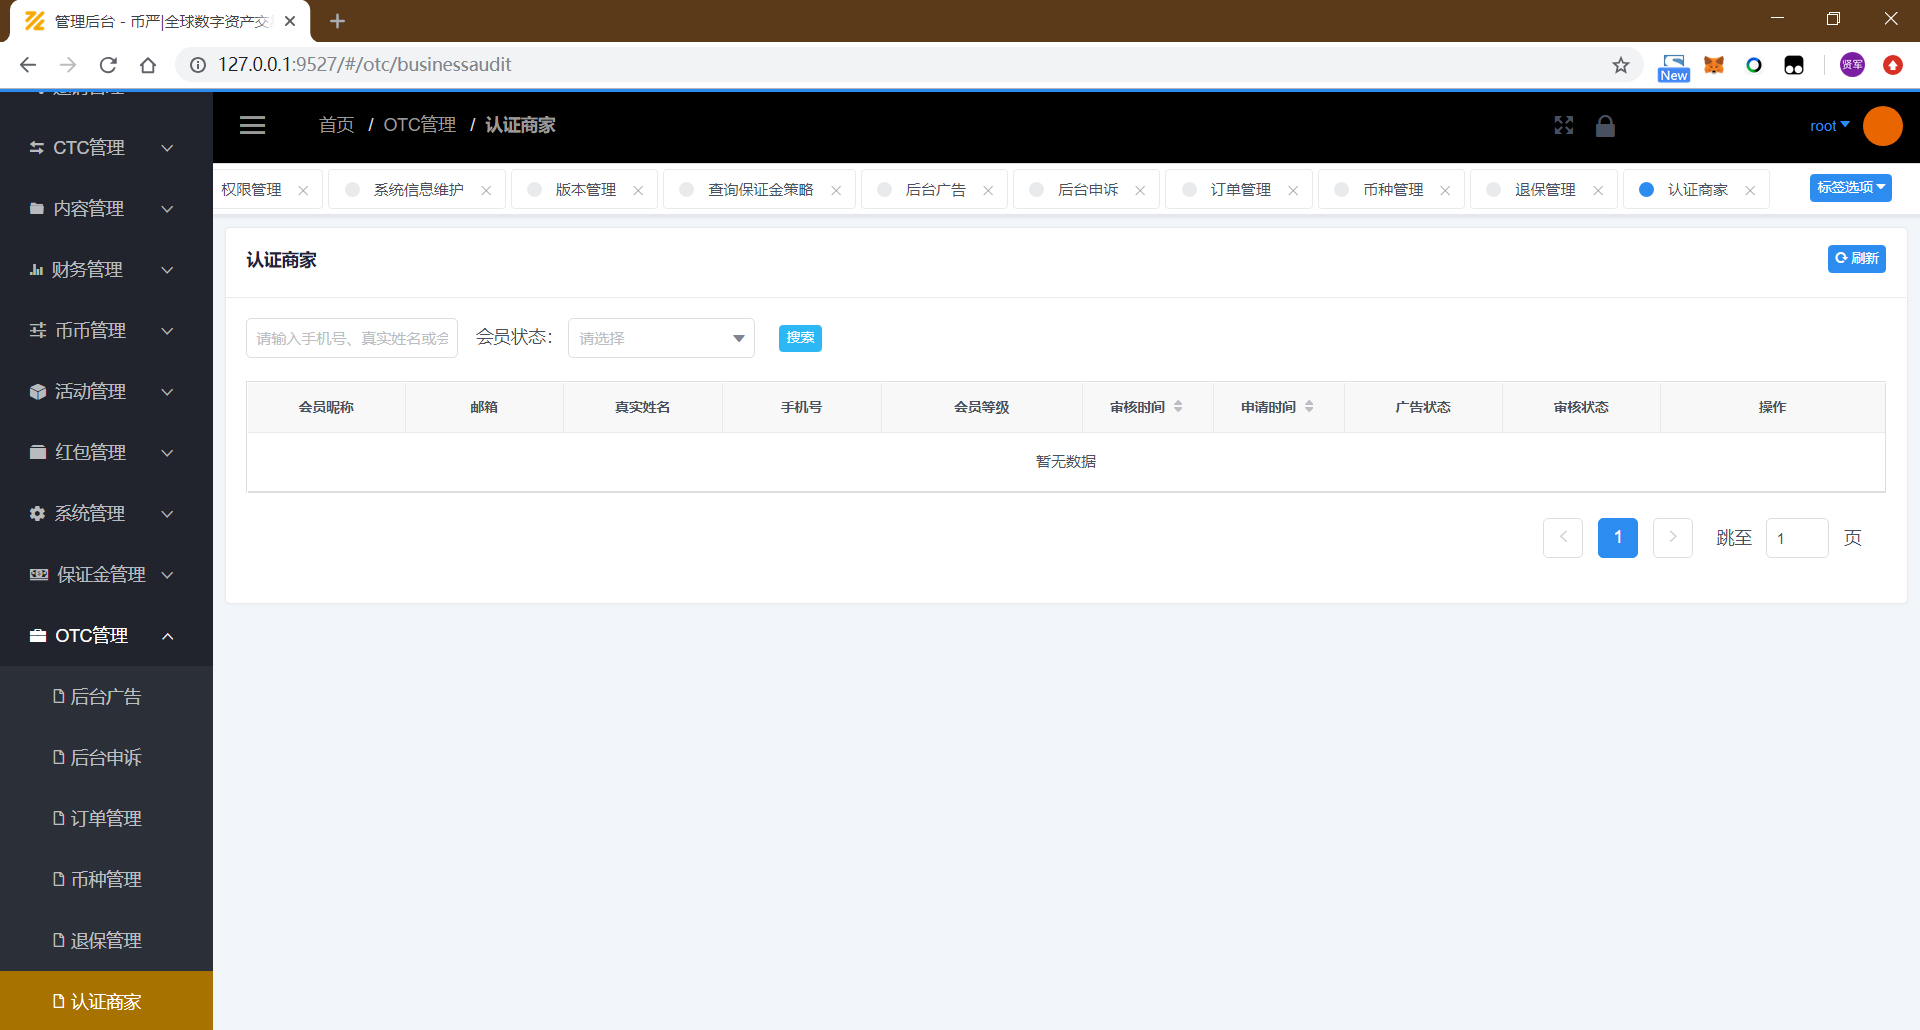 管理后台 - 币严|全球数字资产交
127.0.0.1:9527/#/otc/businessaudit
New
贤军
首页 / OTC管理 / 认证商家
root
权限管理
系统信息维护
版本管理
查询保证金策略
后台广告
后台申诉
订单管理
币种管理
退保管理
认证商家
标签选项
CTC管理
内容管理
财务管理
币币管理
活动管理
红包管理
系统管理
保证金管理
OTC管理
后台广告
后台申诉
订单管理
币种管理
退保管理
认证商家
认证商家
刷新
请输入手机号、真实姓名或会
会员状态：
请选择
搜索
会员昵称 邮箱 真实姓名 手机号 会员等级 审核时间 申请时间 广告状态 审核状态 操作
暂无数据
1 跳至 1 页